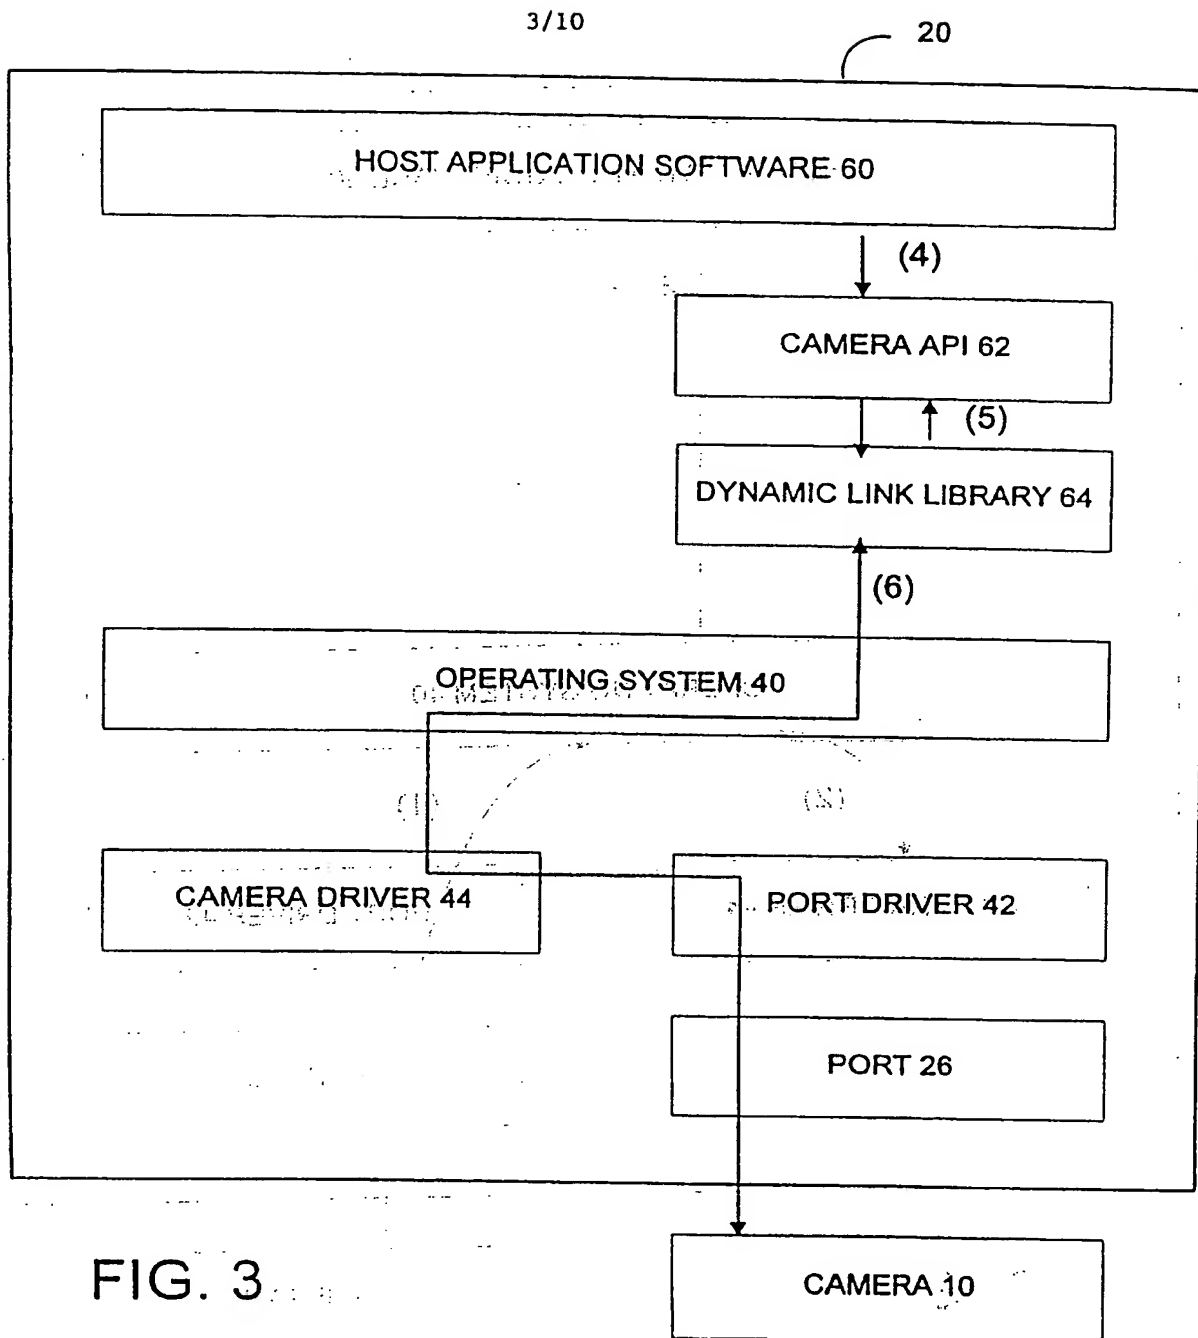 3/10
20
HOST APPLICATION SOFTWARE 60
(4)
CAMERA API 62
(5)
DYNAMIC LINK LIBRARY 64
(6)
OPERATING SYSTEM 40
CAMERA DRIVER 44
PORT DRIVER 42
PORT 26
CAMERA 10
FIG. 3